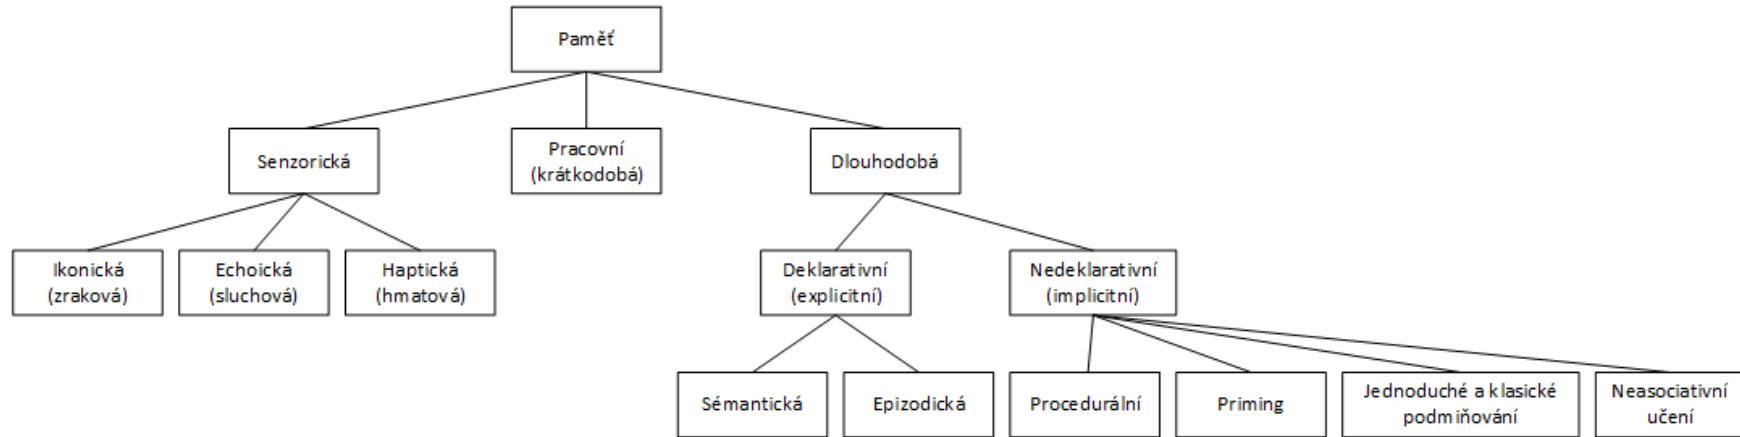 Paměť
Senzorická
Pracovní
(krátkodobá)
Dlouhodobá
Ikonická
(zraková)
Echoická
(sluchová)
Haptická
(hmatová)
Deklarativní
(explicitní)
Nedeklarativní
(implicitní)
Sémantická
Epizodická
Procedurální
Priming
Jednoduché a klasické
podmiňování
Neasociativní
učení